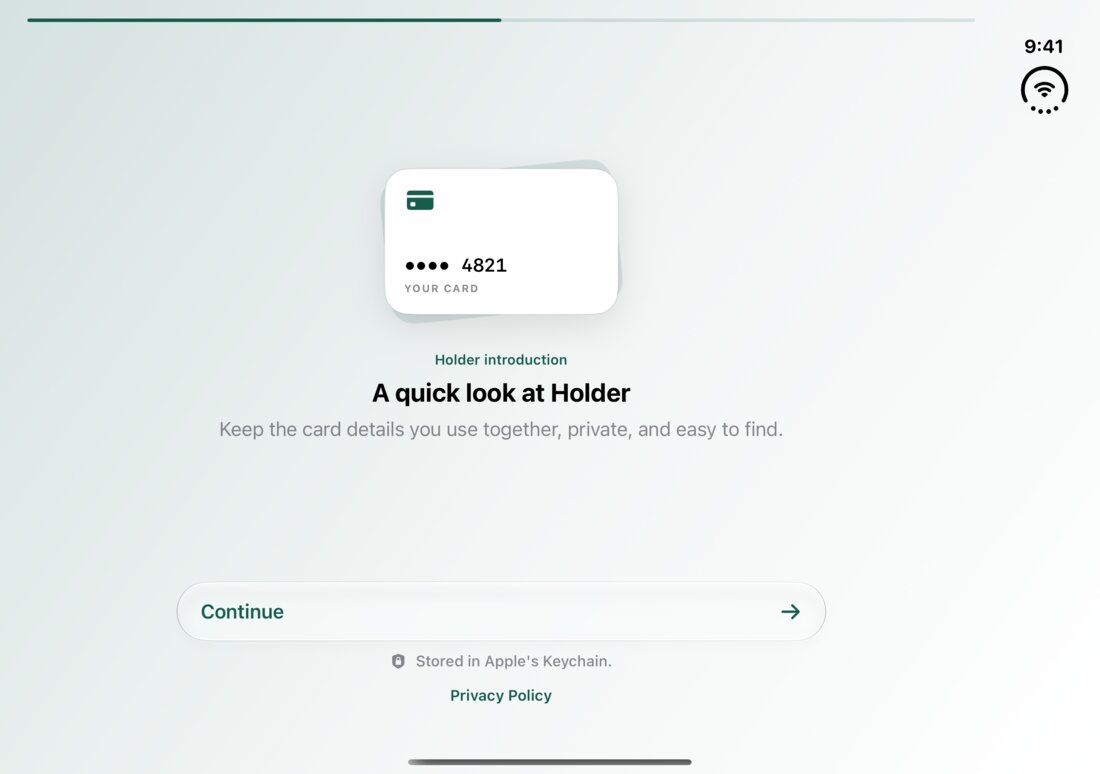 9:41
•••• 4821
YOUR CARD
Holder introduction
A quick look at Holder
Keep the card details you use together, private, and easy to find.
Continue
Stored in Apple's Keychain.
Privacy Policy